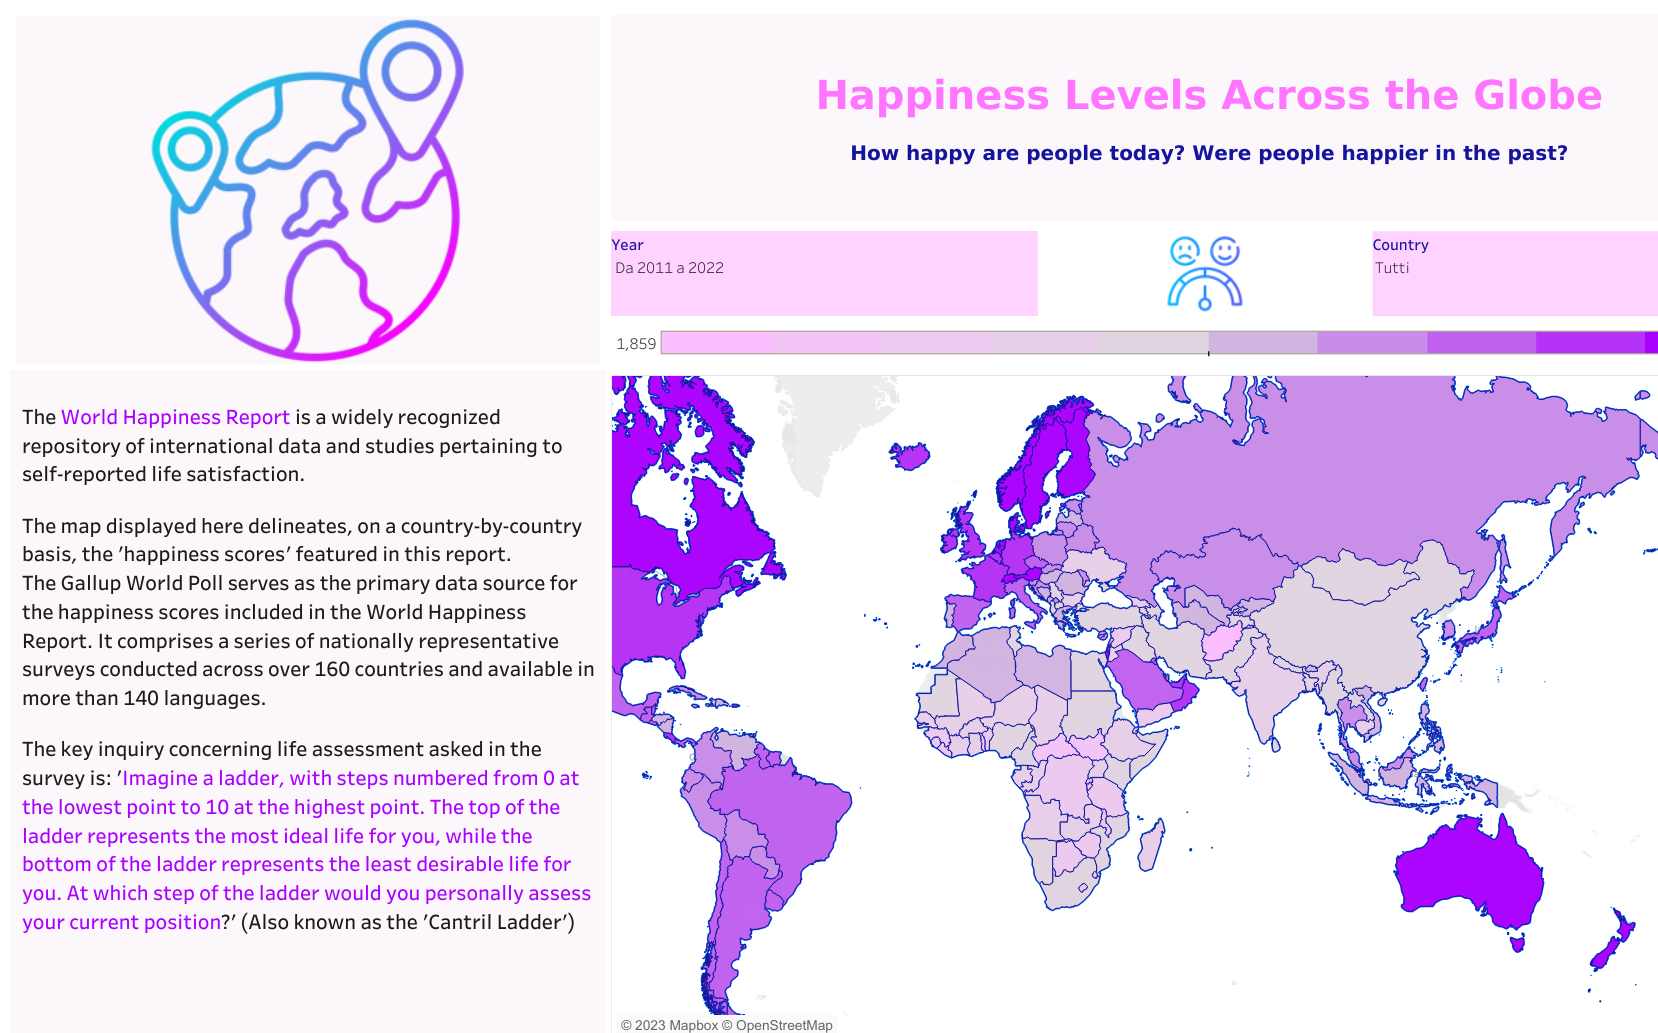 Happiness Levels Across the Globe
How happy are people today? Were people happier in the past?
Year
Da 2011 a 2022
Country
Tutti
1,859
The World Happiness Report is a widely recognized
repository of international data and studies pertaining to
self-reported life satisfaction.
The map displayed here delineates, on a country-by-country
basis, the ’happiness scores’ featured in this report.
The Gallup World Poll serves as the primary data source for
the happiness scores included in the World Happiness
Report. It comprises a series of nationally representative
surveys conducted across over 160 countries and available in
more than 140 languages.
The key inquiry concerning life assessment asked in the
survey is: ’Imagine a ladder, with steps numbered from 0 at
the lowest point to 10 at the highest point. The top of the
ladder represents the most ideal life for you, while the
bottom of the ladder represents the least desirable life for
you. At which step of the ladder would you personally assess
your current position?’ (Also known as the ’Cantril Ladder’)
© 2023 Mapbox © OpenStreetMap